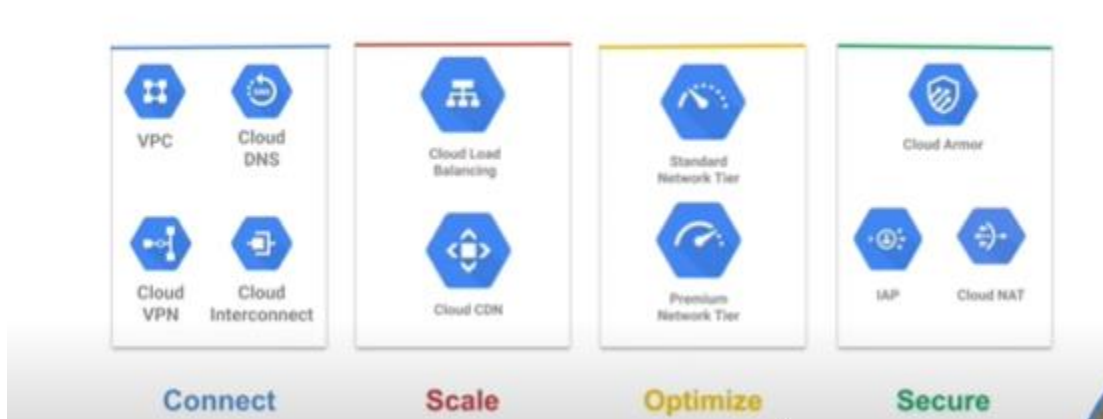 VPC
Cloud
DNS
Cloud
VPN
Cloud
Interconnect
Connect
Cloud Load
Balancing
Cloud CDN
Scale
Standard
Network Tier
Premium
Network Tier
Optimize
Cloud Armor
IAP
Cloud NAT
Secure